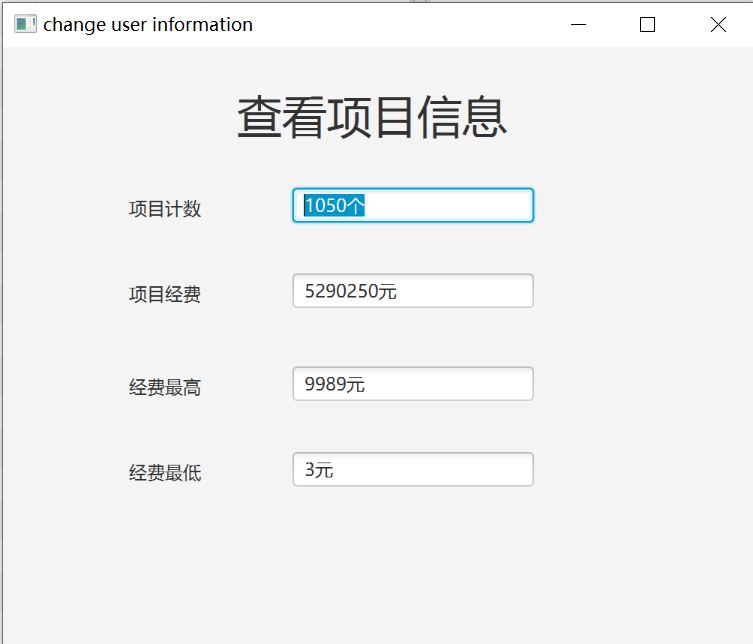 change user information
查看项目信息
项目计数 1050个
项目经费 5290250元
经费最高 9989元
经费最低 3元